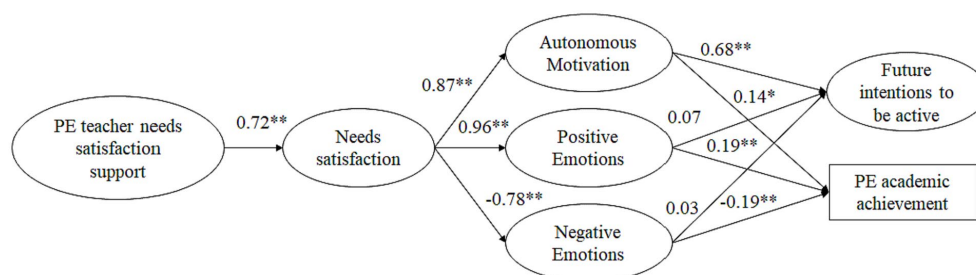 PE teacher needs
satisfaction
support
0.72**
Needs
satisfaction
0.87**
0.96**
-0.78**
Autonomous
Motivation
Positive
Emotions
Negative
Emotions
0.68**
0.14*
0.07
0.19**
0.03
-0.19**
Future
intentions to
be active
PE academic
achievement